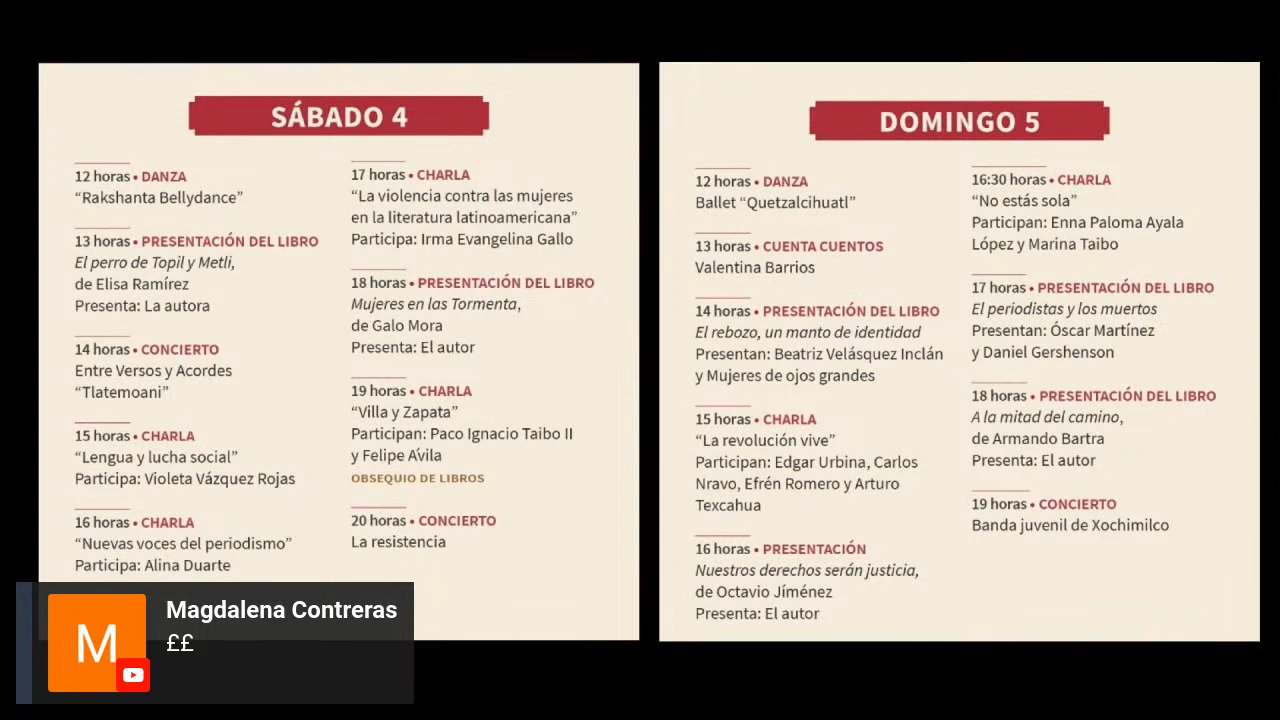 SÁBADO 4
12 horas • DANZA
“Rakshanta Bellydance”
13 horas • PRESENTACIÓN DEL LIBRO
El perro de Topil y Metli,
de Elisa Ramírez
Presenta: La autora
14 horas • CONCIERTO
Entre Versos y Acordes
“Tlatemoani”
15 horas • CHARLA
“Lengua y lucha social”
Participa: Violeta Vázquez Rojas
16 horas • CHARLA
“Nuevas voces del periodismo”
Participa: Alina Duarte
17 horas • CHARLA
“La violencia contra las mujeres
en la literatura latinoamericana”
Participa: Irma Evangelina Gallo
18 horas • PRESENTACIÓN DEL LIBRO
Mujeres en las Tormenta,
de Galo Mora
Presenta: El autor
19 horas • CHARLA
“Villa y Zapata”
Participan: Paco Ignacio Taibo II
y Felipe Ávila
OBSEQUIO DE LIBROS
20 horas • CONCIERTO
La resistencia
DOMINGO 5
12 horas • DANZA
Ballet “Quetzalcihuatl”
13 horas • CUENTA CUENTOS
Valentina Barrios
14 horas • PRESENTACIÓN DEL LIBRO
El rebozo, un manto de identidad
Presentan: Beatriz Velásquez Inclán
y Mujeres de ojos grandes
15 horas • CHARLA
“La revolución vive”
Participan: Edgar Urbina, Carlos
Nravo, Efrén Romero y Arturo
Texcahua
16 horas • PRESENTACIÓN
Nuestros derechos serán justicia,
de Octavio Jíménez
Presenta: El autor
16:30 horas • CHARLA
“No estás sola”
Participan: Enna Paloma Ayala
López y Marina Taibo
17 horas • PRESENTACIÓN DEL LIBRO
El periodistas y los muertos
Presentan: Óscar Martínez
y Daniel Gershenson
18 horas • PRESENTACIÓN DEL LIBRO
A la mitad del camino,
de Armando Bartra
Presenta: El autor
19 horas • CONCIERTO
Banda juvenil de Xochimilco
M
Magdalena Contreras
££